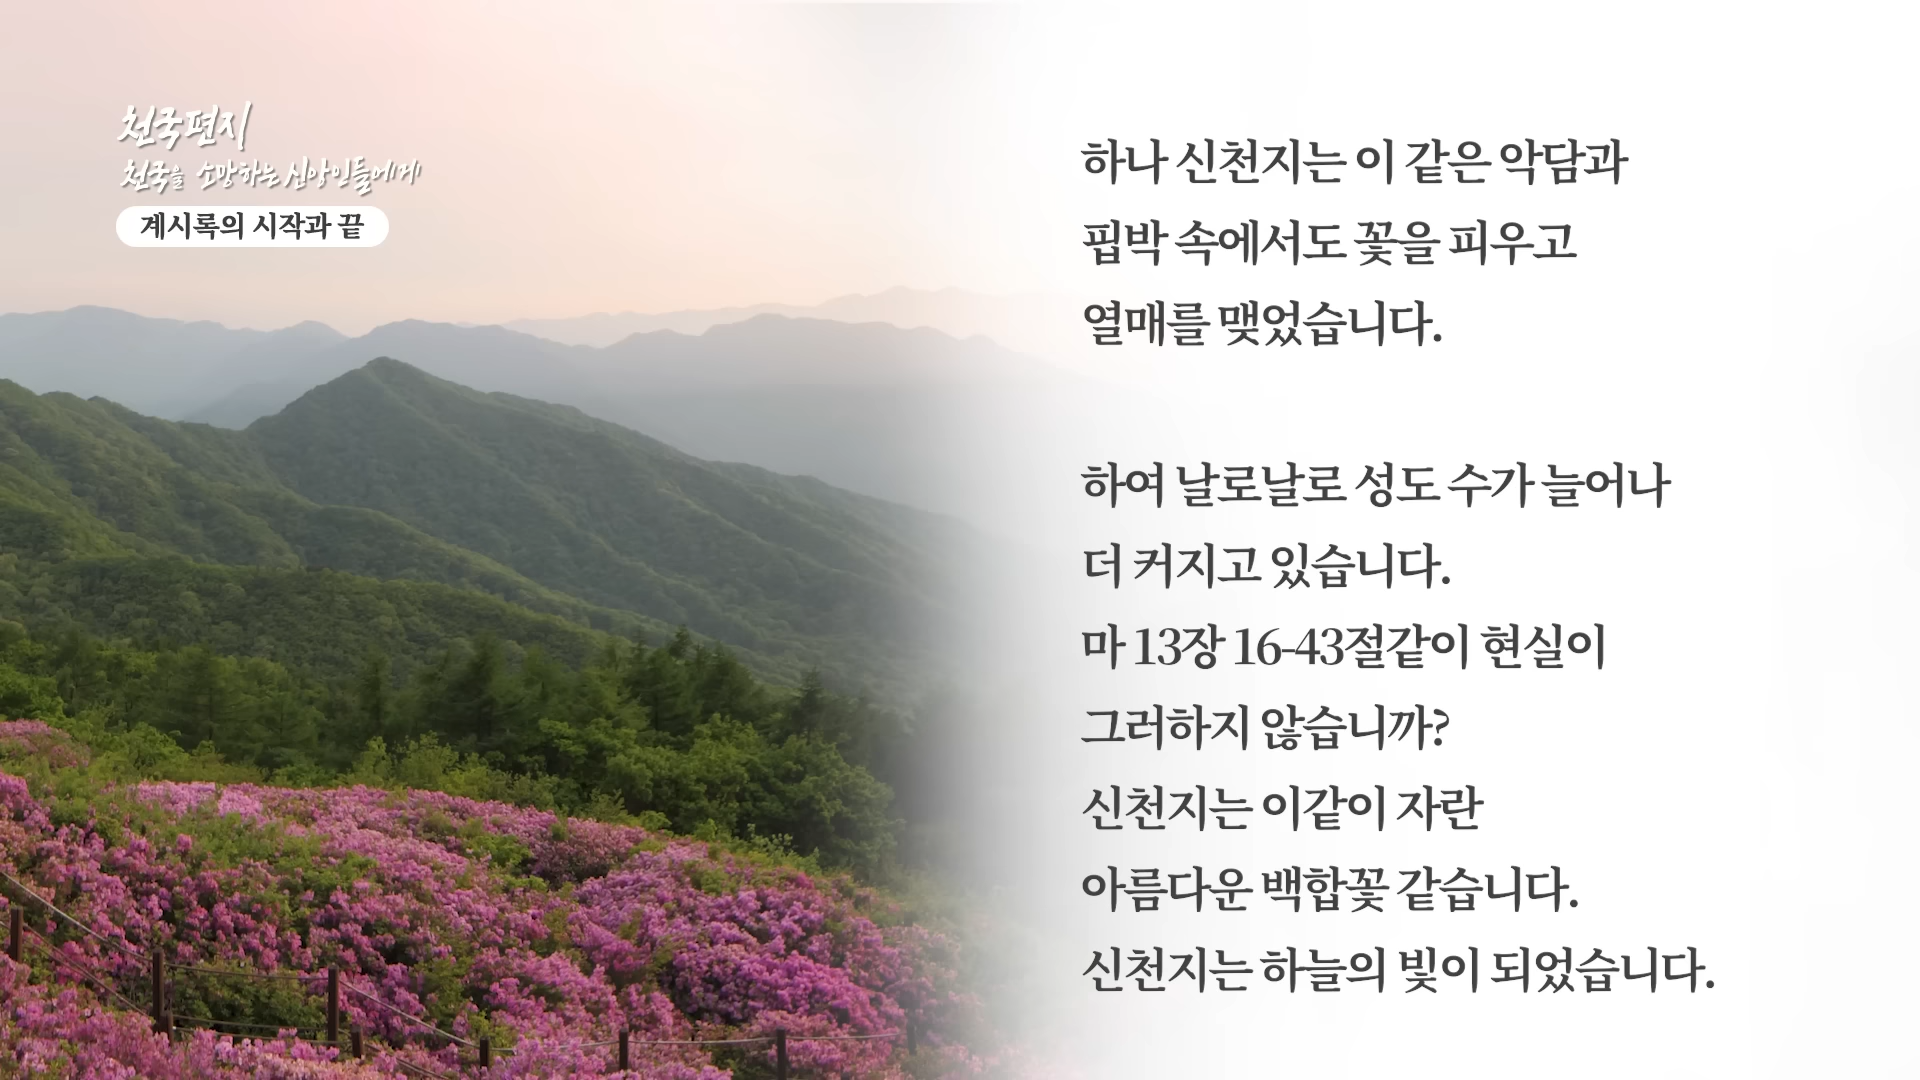 천국편지
천국을 소망하는 신앙인들에게
계시록의 시작과 끝
하나 신천지는 이 같은 악담과
핍박 속에서도 꽃을 피우고
열매를 맺었습니다.
하여 날로날로 성도 수가 늘어나
더 커지고 있습니다.
마 13장 16-43절같이 현실이
그러하지 않습니까?
신천지는 이같이 자란
아름다운 백합꽃 같습니다.
신천지는 하늘의 빛이 되었습니다.